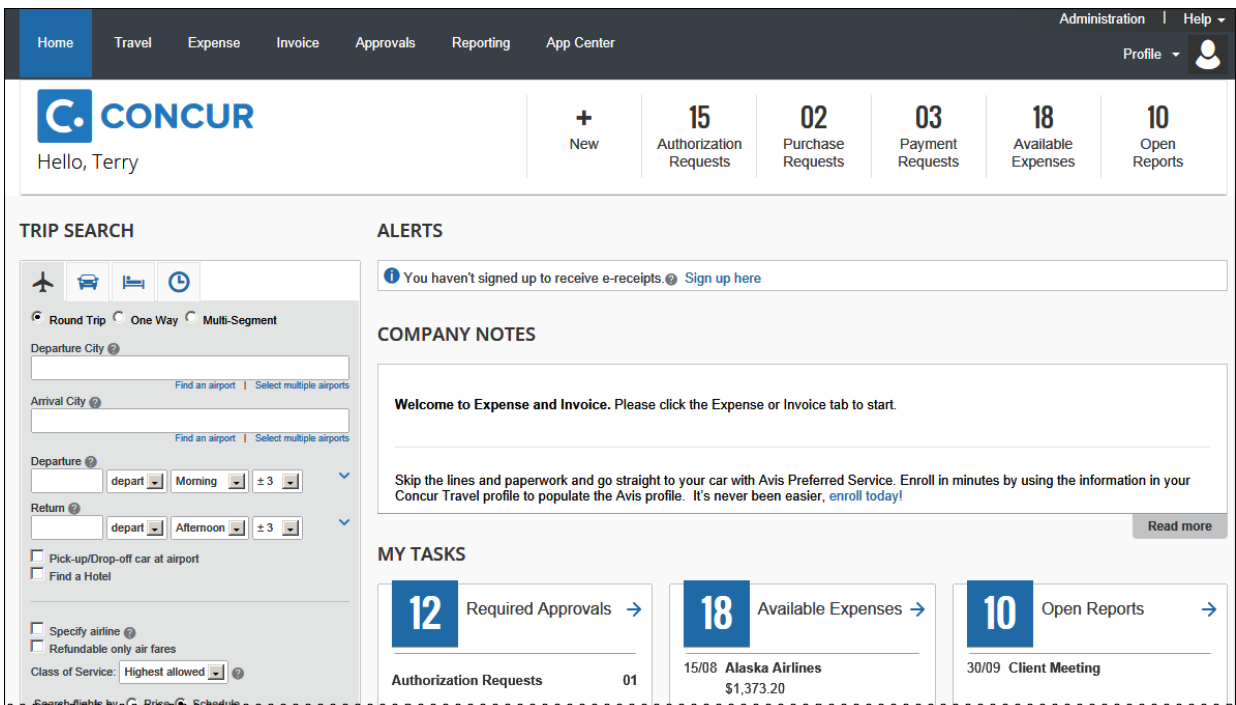 Administration | Help
Home Travel Expense Invoice Approvals Reporting App Center
Profile
C. CONCUR
Hello, Terry
+ New
15 Authorization Requests
02 Purchase Requests
03 Payment Requests
18 Available Expenses
10 Open Reports
TRIP SEARCH
Round Trip One Way Multi-Segment
Departure City ?
Find an airport | Select multiple airports
Arrival City ?
Find an airport | Select multiple airports
Departure ?
depart Morning ± 3
Return ?
depart Afternoon ± 3
Pick-up/Drop-off car at airport
Find a Hotel
Specify airline ?
Refundable only air fares
Class of Service: Highest allowed ?
Search flights by Price Schedule
ALERTS
You haven't signed up to receive e-receipts. ? Sign up here
COMPANY NOTES
Welcome to Expense and Invoice. Please click the Expense or Invoice tab to start.
Skip the lines and paperwork and go straight to your car with Avis Preferred Service. Enroll in minutes by using the information in your
Concur Travel profile to populate the Avis profile. It's never been easier, enroll today!
Read more
MY TASKS
12 Required Approvals →
Authorization Requests 01
18 Available Expenses →
15/08 Alaska Airlines
$1,373.20
10 Open Reports →
30/09 Client Meeting